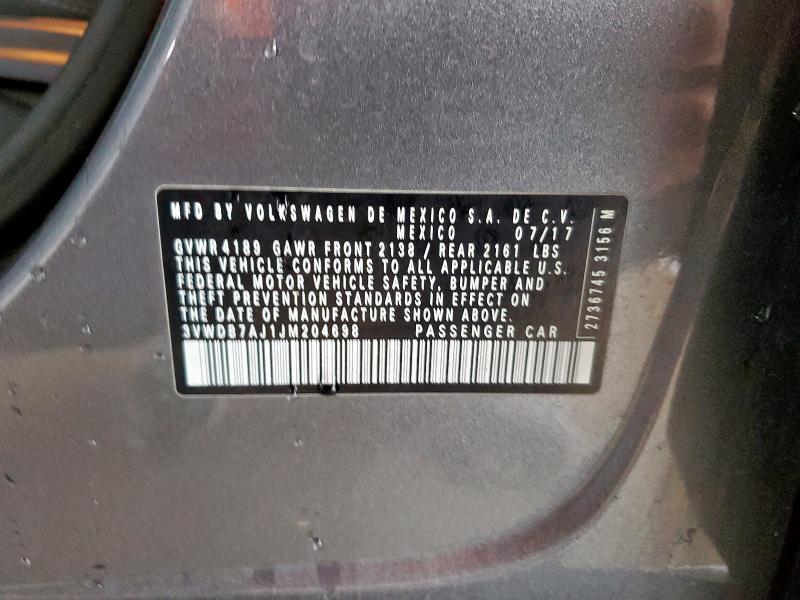 MFD BY VOLKSWAGEN DE MEXICO S.A. DE C.V.
MEXICO 07/17
GVWR 4189 GAWR FRONT 2138 / REAR 2161 LBS
THIS VEHICLE CONFORMS TO ALL APPLICABLE U.S.
FEDERAL MOTOR VEHICLE SAFETY, BUMPER AND
THEFT PREVENTION STANDARDS IN EFFECT ON
THE DATE OF MANUFACTURE SHOWN ABOVE.
3VWDB7AJ1JM204698 PASSENGER CAR
2736745 3156 M